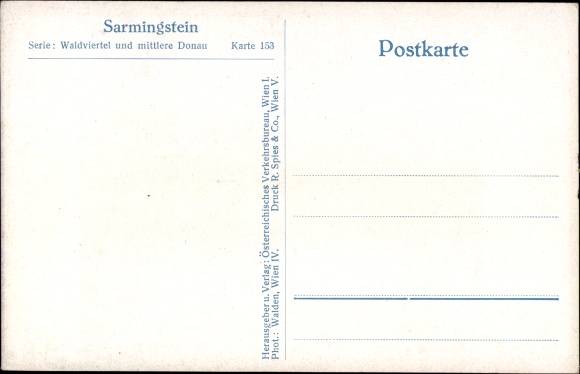 Sarmingstein
Serie: Waldviertel und mittlere Donau Karte 153
Postkarte
Herausgeber u. Verlag: Österreichisches Verkehrsbureau, Wien I.
Phot.: Walden, Wien IV. Druck R. Spies & Co., Wien V.